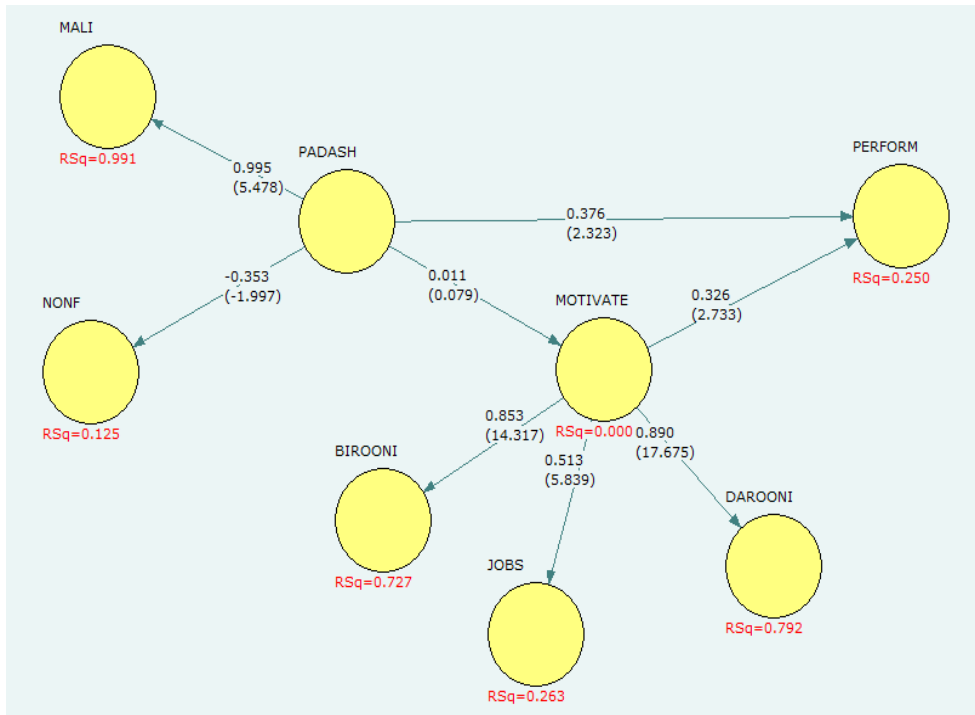 MALI
RSq=0.991
0.995
(5.478)
PADASH
PERFORM
RSq=0.250
0.376
(2.323)
-0.353
(-1.997)
0.011
(0.079)
NONF
RSq=0.125
MOTIVATE
RSq=0.000
0.326
(2.733)
0.853
(14.317)
0.513
(5.839)
0.890
(17.675)
BIROONI
RSq=0.727
JOBS
RSq=0.263
DAROONI
RSq=0.792